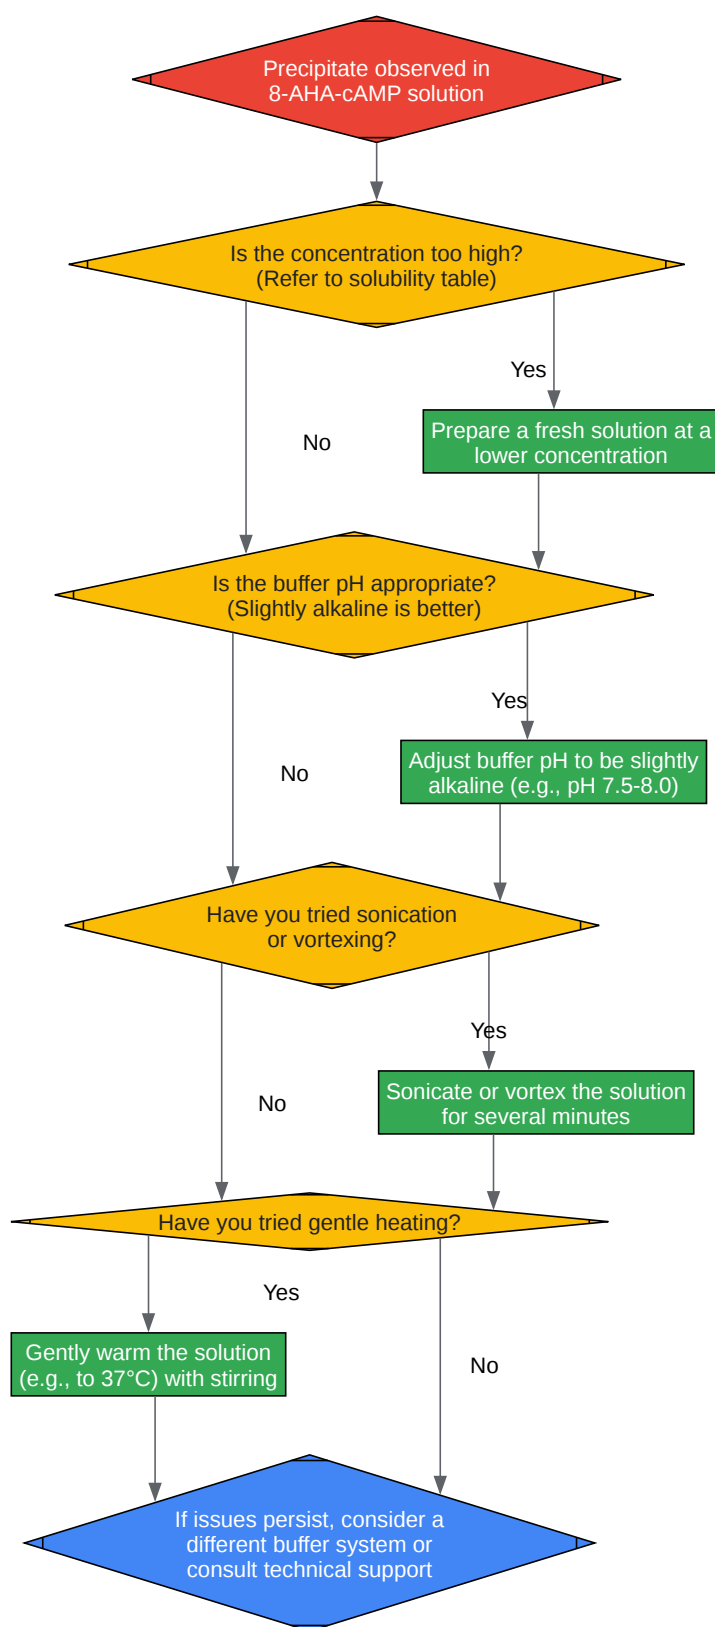 Precipitate observed in
8-AHA-cAMP solution
Is the concentration too high?
(Refer to solubility table)
Yes
Prepare a fresh solution at a
lower concentration
No
Is the buffer pH appropriate?
(Slightly alkaline is better)
Yes
Adjust buffer pH to be slightly
alkaline (e.g., pH 7.5-8.0)
No
Have you tried sonication
or vortexing?
Yes
Sonicate or vortex the solution
for several minutes
No
Have you tried gentle heating?
Yes
Gently warm the solution
(e.g., to 37°C) with stirring
No
If issues persist, consider a
different buffer system or
consult technical support